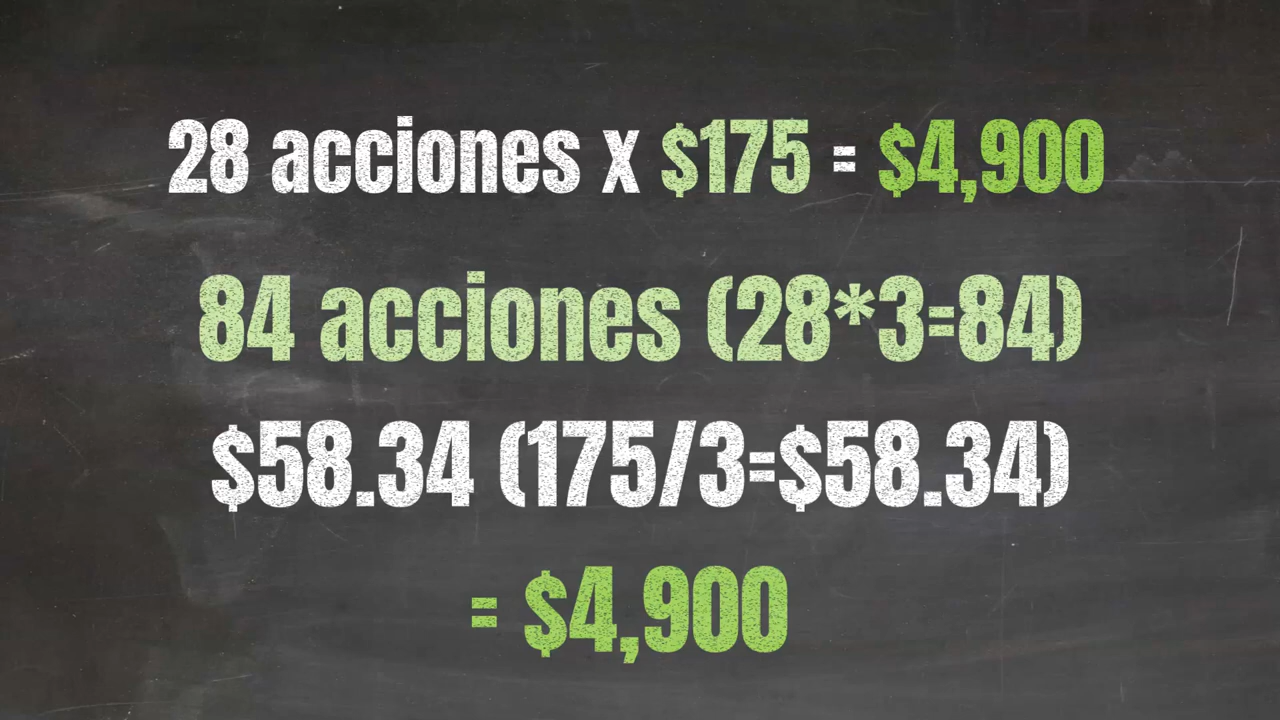 28 acciones x $175 = $4,900
84 acciones (28*3=84)
$58.34 (175/3=$58.34)
= $4,900